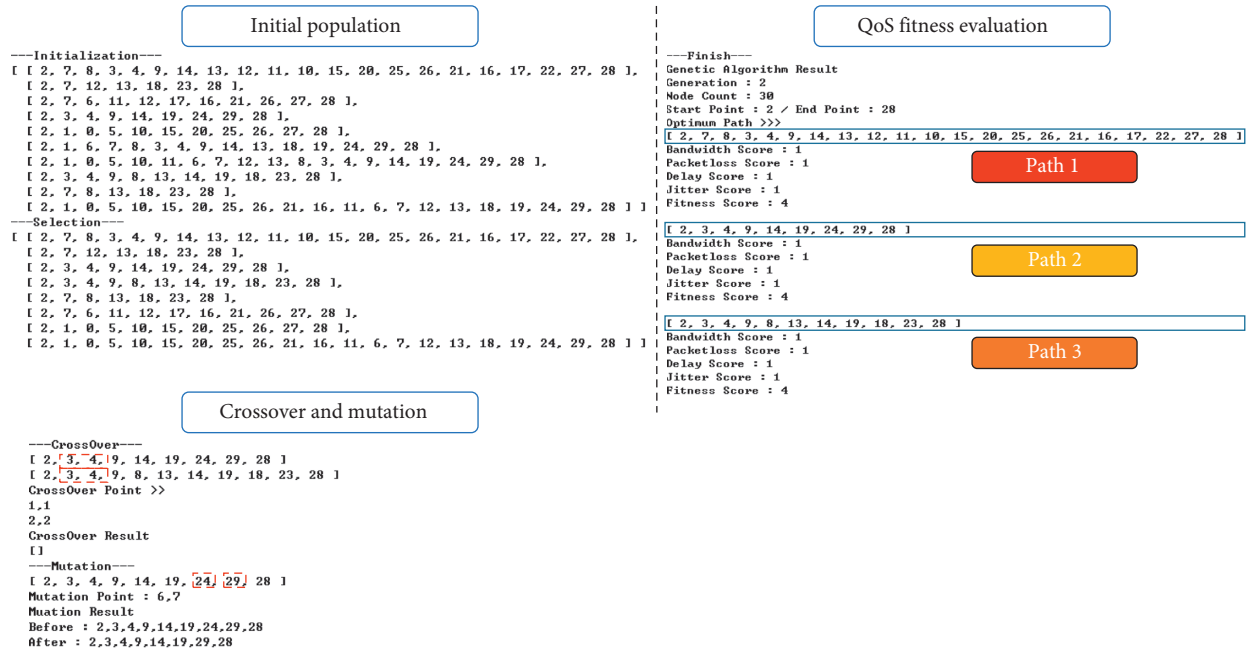 Initial population
---Initialization---
[ [ 2, 7, 8, 3, 4, 9, 14, 13, 12, 11, 10, 15, 20, 25, 26, 21, 16, 17, 22, 27, 28 ],
[ 2, 7, 12, 13, 18, 23, 28 ],
[ 2, 7, 6, 11, 12, 17, 16, 21, 26, 27, 28 ],
[ 2, 3, 4, 9, 14, 19, 24, 29, 28 ],
[ 2, 1, 0, 5, 10, 15, 20, 25, 26, 27, 28 ],
[ 2, 1, 6, 7, 8, 3, 4, 9, 14, 13, 18, 19, 24, 29, 28 ],
[ 2, 1, 0, 5, 10, 11, 6, 7, 12, 13, 8, 3, 4, 9, 14, 19, 24, 29, 28 ],
[ 2, 3, 4, 9, 8, 13, 14, 19, 18, 23, 28 ],
[ 2, 7, 8, 13, 18, 23, 28 ],
[ 2, 1, 0, 5, 10, 15, 20, 25, 26, 21, 16, 11, 6, 7, 12, 13, 18, 19, 24, 29, 28 ] ]
---Selection---
[ [ 2, 7, 8, 3, 4, 9, 14, 13, 12, 11, 10, 15, 20, 25, 26, 21, 16, 17, 22, 27, 28 ],
[ 2, 7, 12, 13, 18, 23, 28 ],
[ 2, 3, 4, 9, 14, 19, 24, 29, 28 ],
[ 2, 3, 4, 9, 8, 13, 14, 19, 18, 23, 28 ],
[ 2, 7, 8, 13, 18, 23, 28 ],
[ 2, 7, 6, 11, 12, 17, 16, 21, 26, 27, 28 ],
[ 2, 1, 0, 5, 10, 15, 20, 25, 26, 27, 28 ],
[ 2, 1, 0, 5, 10, 15, 20, 25, 26, 21, 16, 11, 6, 7, 12, 13, 18, 19, 24, 29, 28 ] ]
Crossover and mutation
---CrossOver---
[ 2, 3, 4, 9, 14, 19, 24, 29, 28 ]
[ 2, 3, 4, 9, 8, 13, 14, 19, 18, 23, 28 ]
CrossOver Point >>
1,1
2,2
CrossOver Result
[]
---Mutation---
[ 2, 3, 4, 9, 14, 19, 24, 29, 28 ]
Mutation Point : 6,7
Muation Result
Before : 2,3,4,9,14,19,24,29,28
After : 2,3,4,9,14,19,29,28
QoS fitness evaluation
---Finish---
Genetic Algorithm Result
Generation : 2
Node Count : 30
Start Point : 2 / End Point : 28
Optimum Path >>>
[ 2, 7, 8, 3, 4, 9, 14, 13, 12, 11, 10, 15, 20, 25, 26, 21, 16, 17, 22, 27, 28 ]
Bandwidth Score : 1
Packetloss Score : 1
Delay Score : 1
Jitter Score : 1
Fitness Score : 4
Path 1
[ 2, 3, 4, 9, 14, 19, 24, 29, 28 ]
Bandwidth Score : 1
Packetloss Score : 1
Delay Score : 1
Jitter Score : 1
Fitness Score : 4
Path 2
[ 2, 3, 4, 9, 8, 13, 14, 19, 18, 23, 28 ]
Bandwidth Score : 1
Packetloss Score : 1
Delay Score : 1
Jitter Score : 1
Fitness Score : 4
Path 3